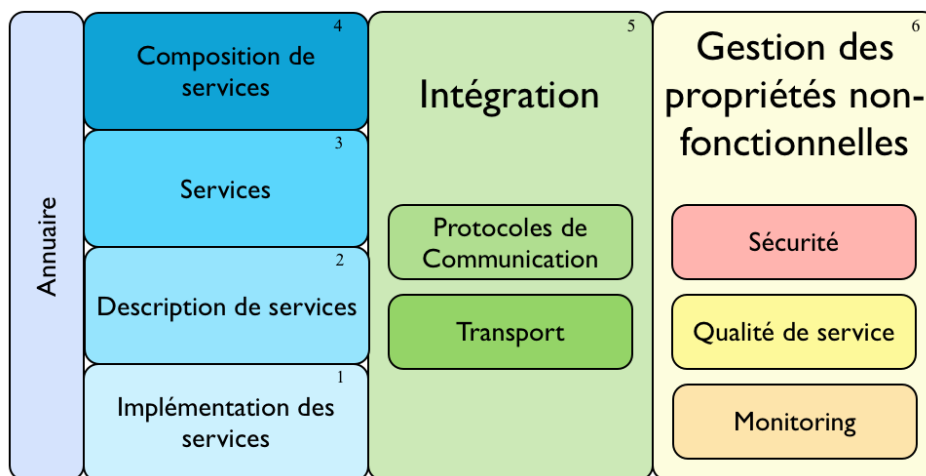 Annuaire
4
Composition de
services
3
Services
2
Description de services
1
Implémentation des
services
5
Intégration
Protocoles de
Communication
Transport
6
Gestion des
propriétés non-
fonctionnelles
Sécurité
Qualité de service
Monitoring